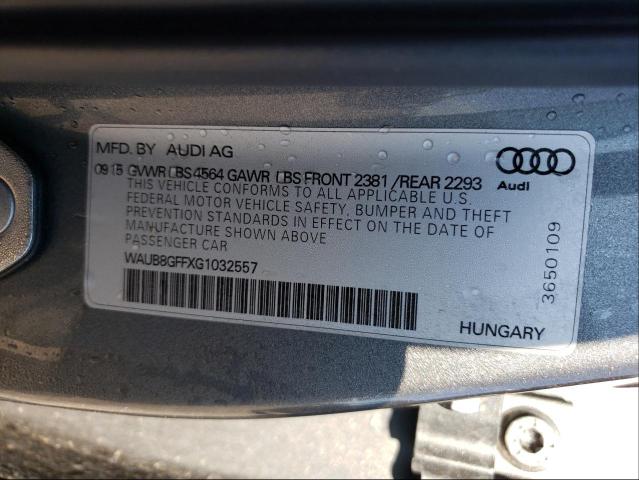 MFD. BY AUDI AG
09 15 GVWR LBS 4564 GAWR LBS FRONT 2381 / REAR 2293
THIS VEHICLE CONFORMS TO ALL APPLICABLE U.S.
FEDERAL MOTOR VEHICLE SAFETY, BUMPER AND THEFT
PREVENTION STANDARDS IN EFFECT ON THE DATE OF
MANUFACTURE SHOWN ABOVE
PASSENGER CAR
WAUB8GFFXG1032557
Audi
3650109
HUNGARY